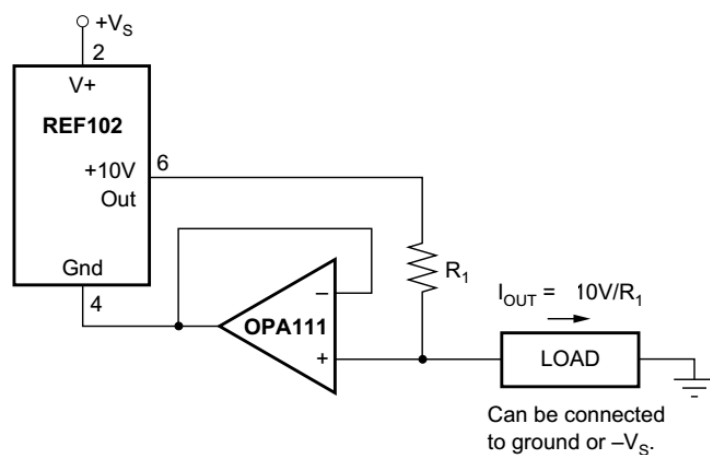 +V_S
2
V+
REF102
+10V
Out
6
Gnd
4
R_1
–
OPA111
+
I_OUT = 10V/R_1
LOAD
Can be connected
to ground or –V_S.